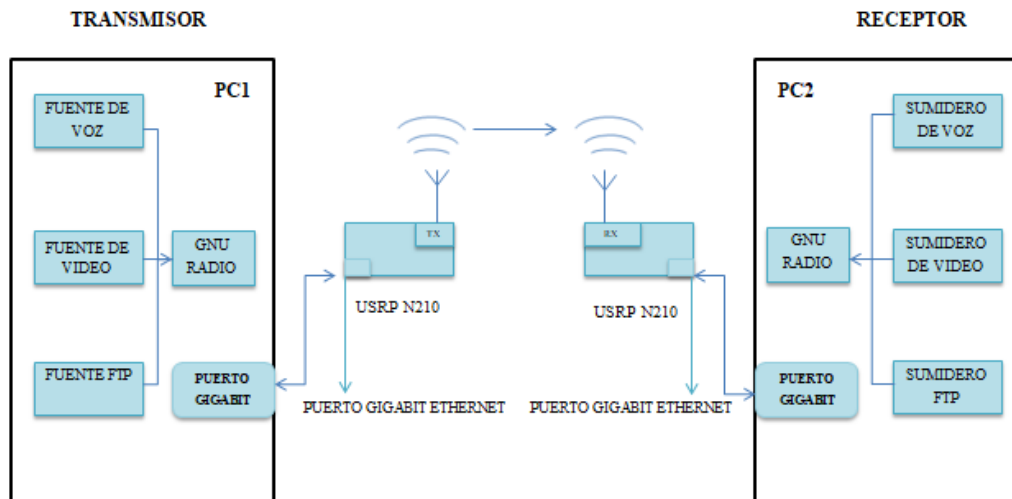 TRANSMISOR
RECEPTOR
PC1
FUENTE DE
VOZ
FUENTE DE
VIDEO
GNU
RADIO
FUENTE FTP
PUERTO
GIGABIT
TX
USRP N210
PUERTO GIGABIT ETHERNET
RX
USRP N210
PUERTO GIGABIT ETHERNET
PC2
SUMIDERO
DE VOZ
GNU
RADIO
SUMIDERO
DE VIDEO
PUERTO
GIGABIT
SUMIDERO
FTP